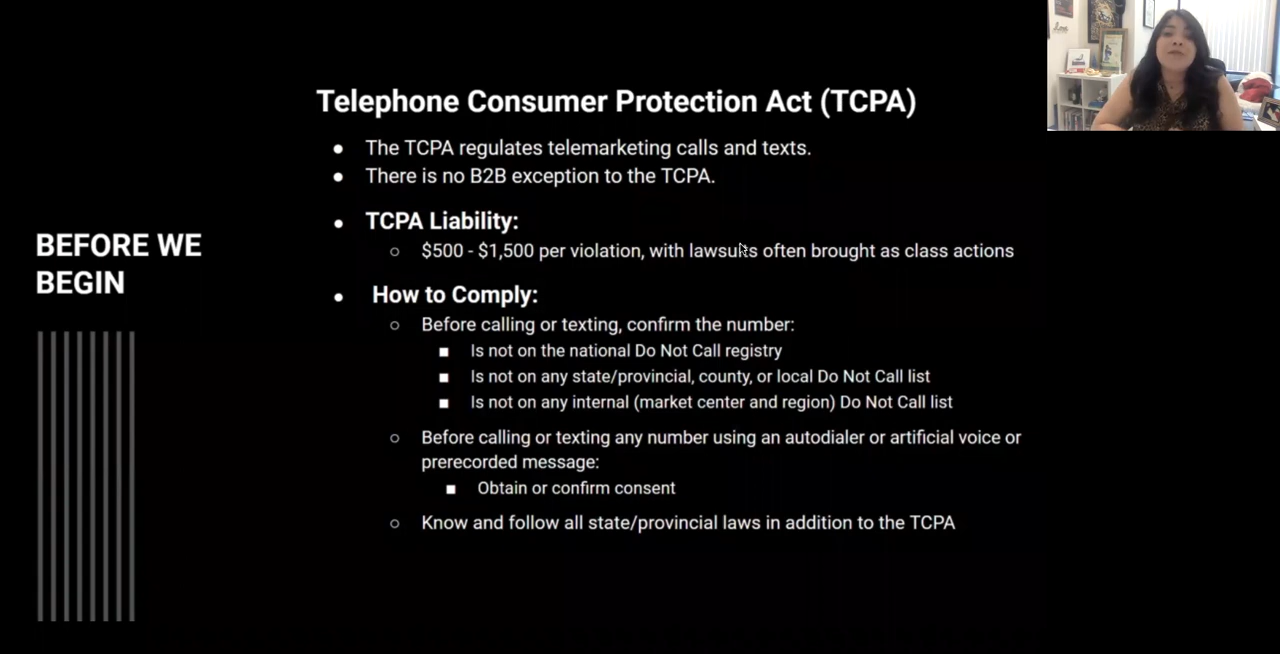 Telephone Consumer Protection Act (TCPA)
● The TCPA regulates telemarketing calls and texts.
● There is no B2B exception to the TCPA.
● TCPA Liability:
○ $500 - $1,500 per violation, with lawsuits often brought as class actions
BEFORE WE
BEGIN
● How to Comply:
○ Before calling or texting, confirm the number:
■ Is not on the national Do Not Call registry
■ Is not on any state/provincial, county, or local Do Not Call list
■ Is not on any internal (market center and region) Do Not Call list
○ Before calling or texting any number using an autodialer or artificial voice or
prerecorded message:
■ Obtain or confirm consent
○ Know and follow all state/provincial laws in addition to the TCPA